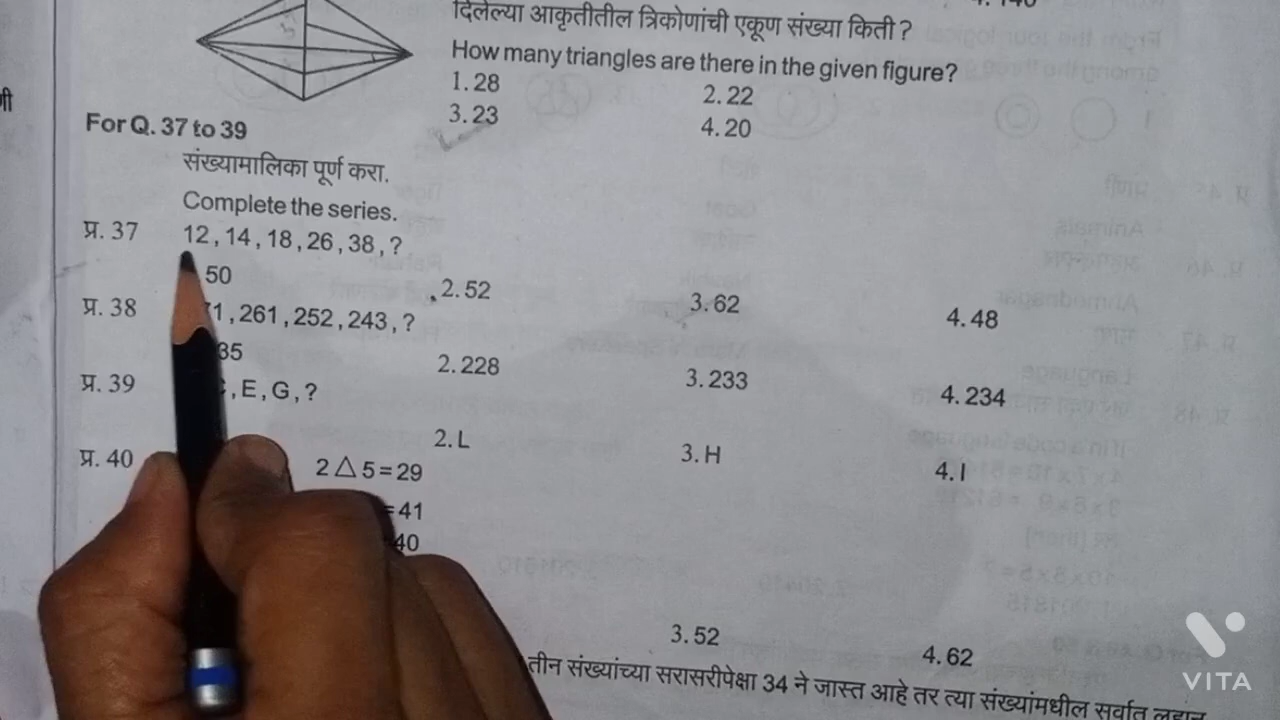 दिलेल्या आकृतीतील त्रिकोणांची एकूण संख्या किती ?
How many triangles are there in the given figure?
1. 28 2. 22
3. 23 4. 20
For Q. 37 to 39
संख्यामालिका पूर्ण करा.
Complete the series.
प्र. 37 12 , 14 , 18 , 26 , 38 , ?
50 2. 52 3. 62 4. 48
प्र. 38 1 , 261 , 252 , 243 , ?
35 2. 228 3. 233 4. 234
प्र. 39 , E , G , ?
2. L 3. H 4. I
प्र. 40 2 △ 5 = 29
= 41
40
3. 52 4. 62
तीन संख्यांच्या सरासरीपेक्षा 34 ने जास्त आहे तर त्या संख्यांमधील सर्वात
VITA